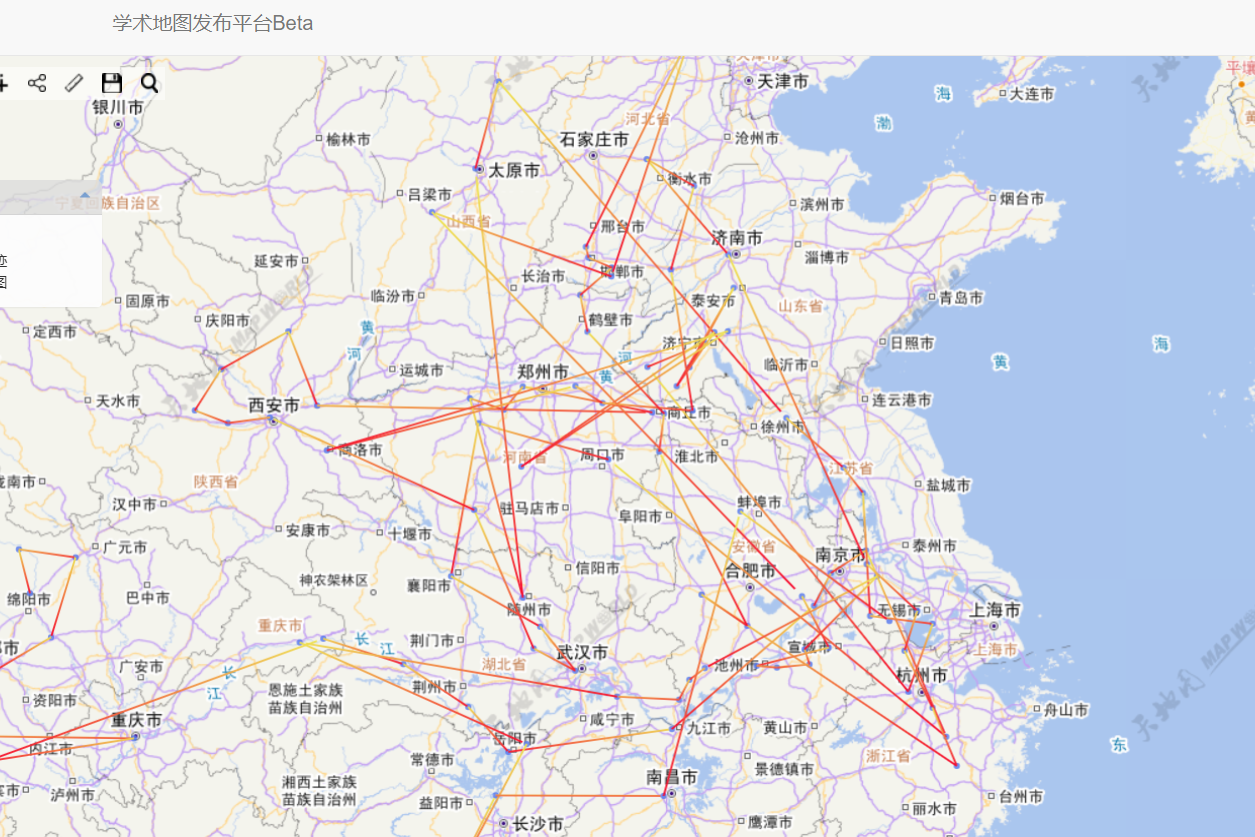 学术地图发布平台Beta
天津市
天津市
海
大连市
平壤
银川市
河北省
渤
黄
榆林市
石家庄市
沧州市
太原市
衡水市
吕梁市
滨州市
烟台市
宁夏回族自治区
山西省
邢台市
济南市
延安市
淄博市
迹
图
长治市
邯郸市
临汾市
泰安市
青岛市
固原市
山东省
庆阳市
MAPWORLD
鹤壁市
定西市
黄
河
济宁市
日照市
海
黄
运城市
郑州市
河
黄
临沂市
天水市
西安市
商丘市
连云港市
徐州市
商洛市
河南省
周口市
淮北市
江苏省
陕西省
盐城市
汉中市
驻马店市
蚌埠市
阜阳市
安康市
十堰市
广元市
信阳市
安徽省
南京市
泰州市
合肥市
神农架林区
襄阳市
绵阳市
巴中市
随州市
无锡市
上海市
重庆市
长
江
荆门市
宣城市
上海市
广安市
湖北省
武汉市
池州市
杭州市
MAPWORLD
长
江
恩施土家族
苗族自治州
荆州市
资阳市
重庆市
咸宁市
九江市
黄山市
舟山市
岳阳市
内江市
东
浙江省
常德市
南昌市
景德镇市
湘西土家族
苗族自治州
泸州市
益阳市
台州市
丽水市
长沙市
鹰潭市